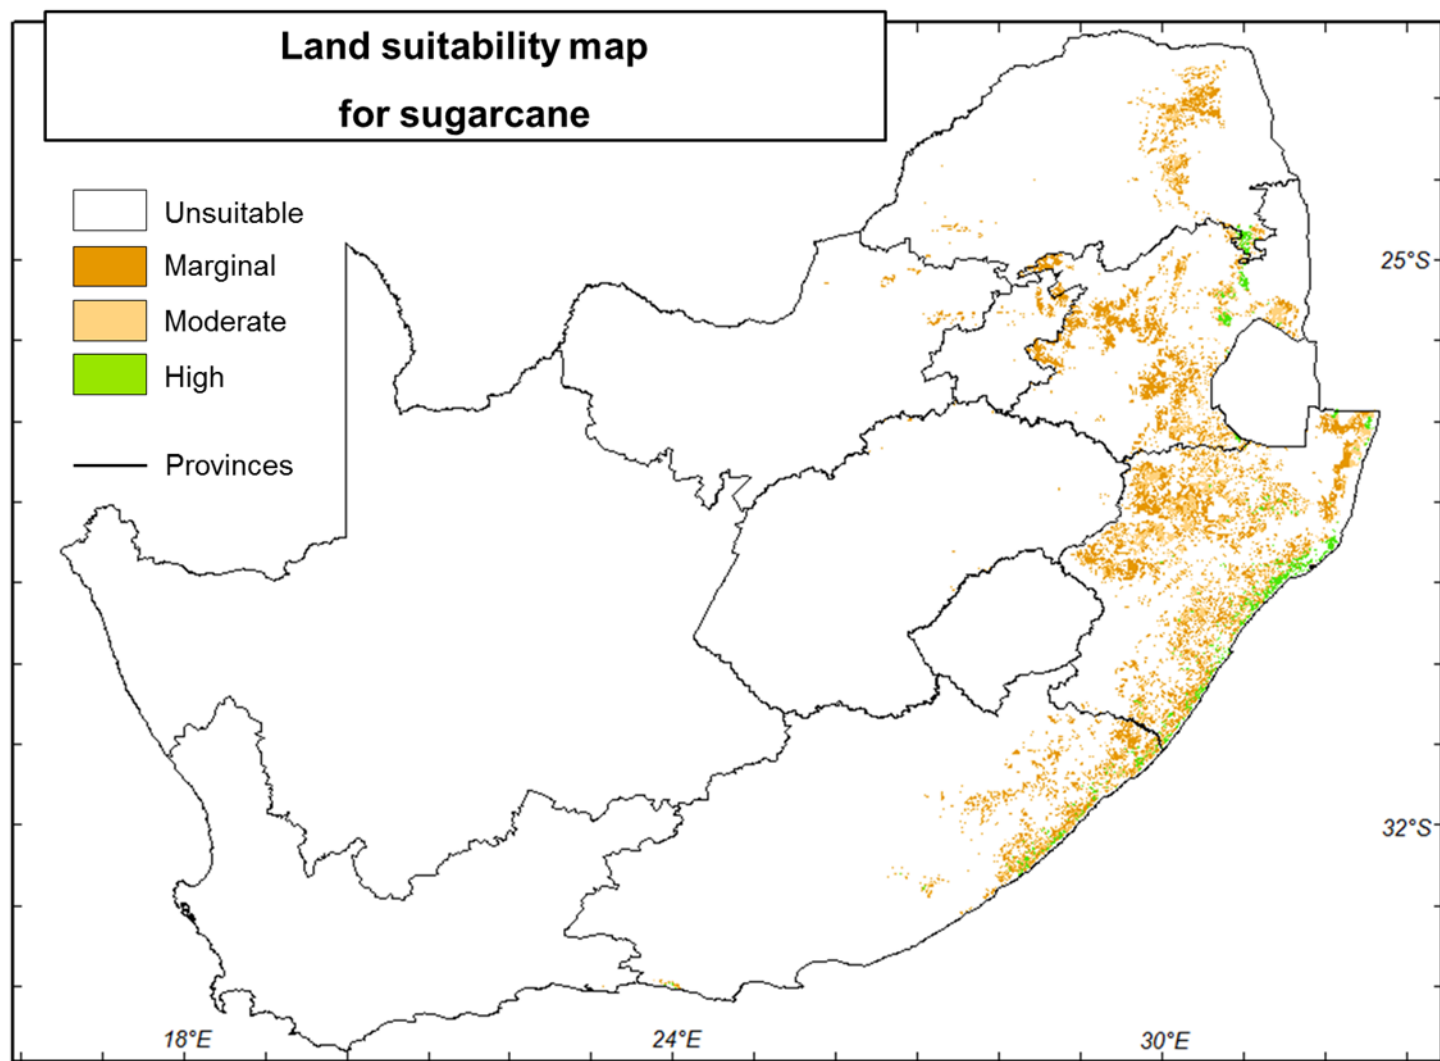 Land suitability map
for sugarcane
Unsuitable
Marginal
Moderate
High
Provinces
25°S
32°S
18°E
24°E
30°E